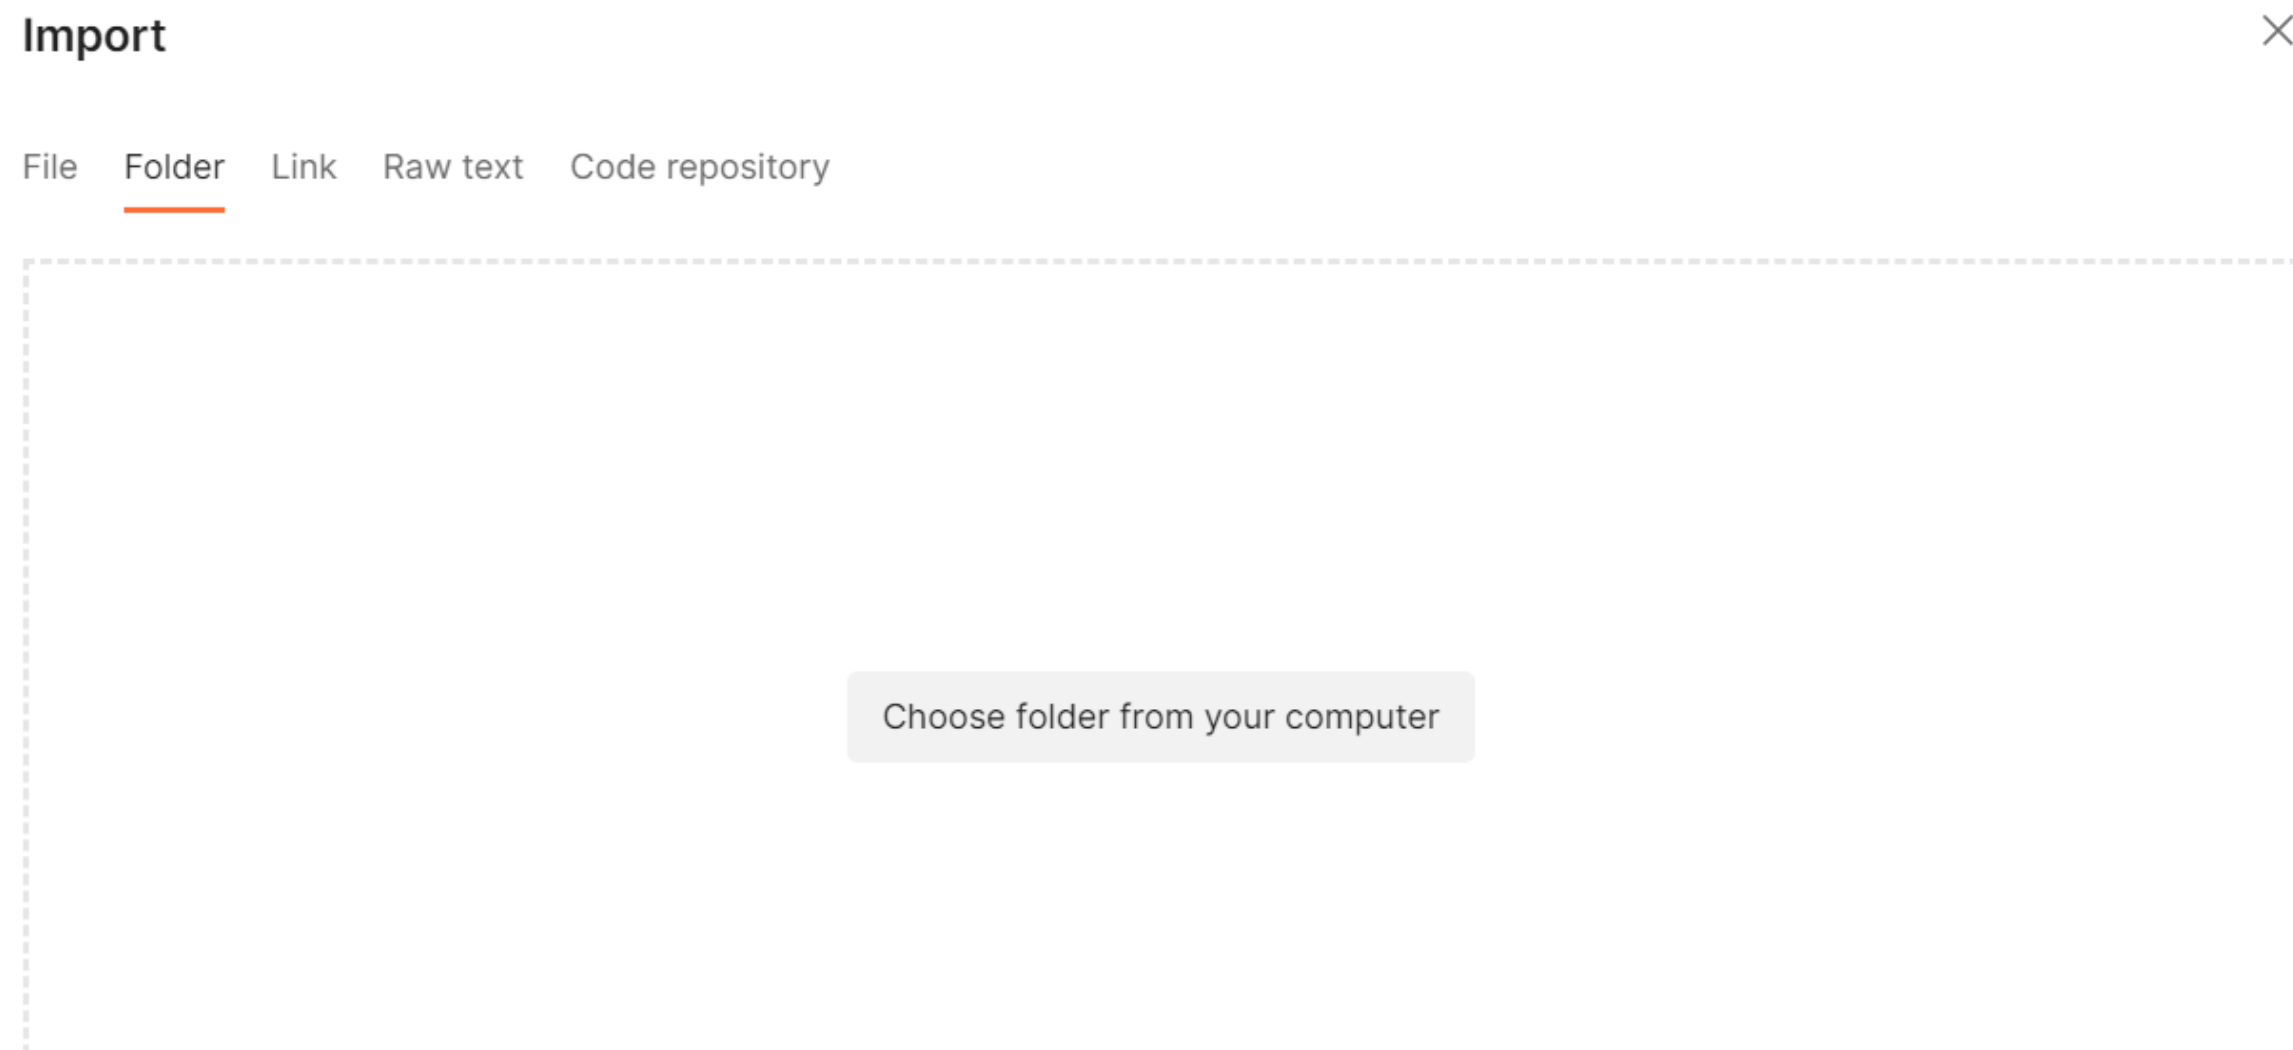 Import
File Folder Link Raw text Code repository
Choose folder from your computer